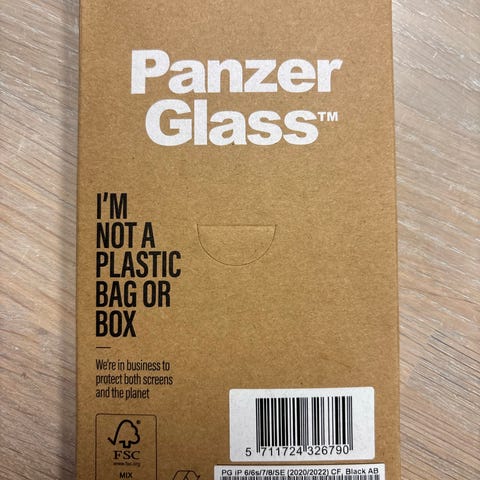 Panzer
Glass™
I'M
NOT A
PLASTIC
BAG OR
BOX
We're in business to
protect both screens
and the planet
FSC
www.fsc.org
MIX
5 711724 326790
PG iP 6/6s/7/8/SE (2020/2022) CF, Black AB